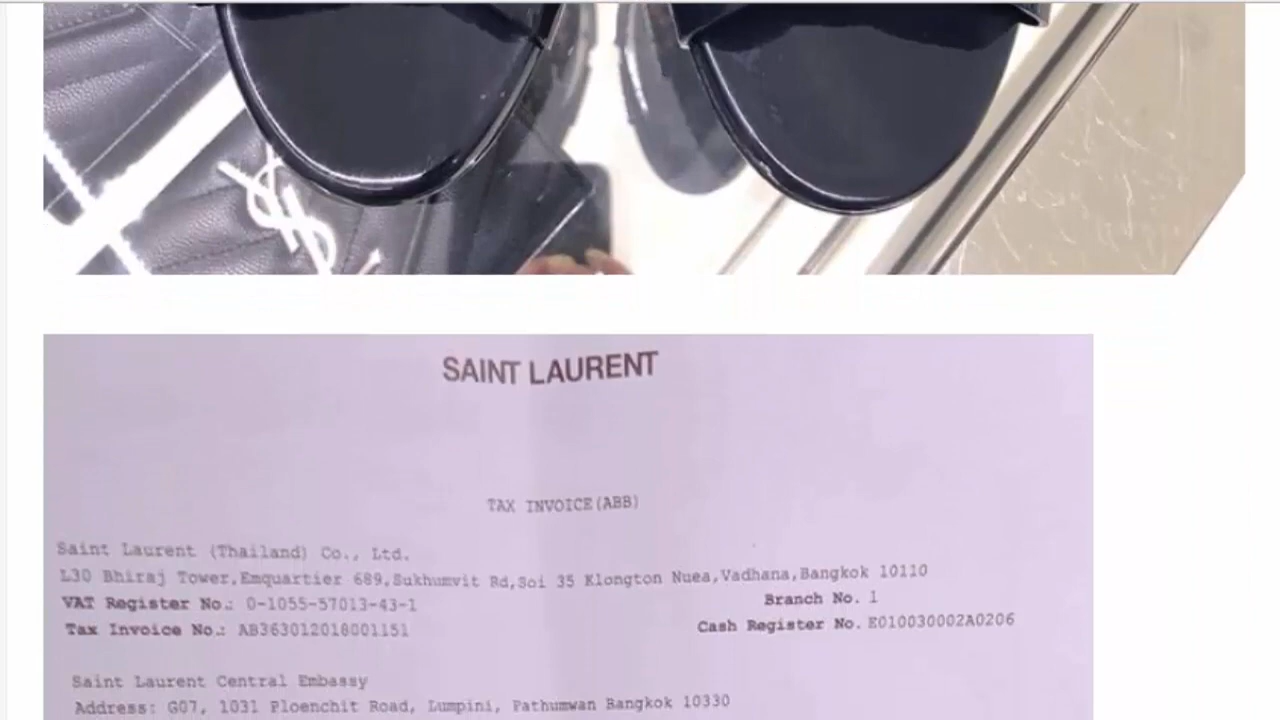 YSL
SAINT LAURENT
TAX INVOICE(ABB)
Saint Laurent (Thailand) Co., Ltd.
L30 Bhiraj Tower,Emquartier 689,Sukhumvit Rd,Soi 35 Klongton Nuea,Vadhana,Bangkok 10110
VAT Register No.: 0-1055-57013-43-1
Branch No. 1
Tax Invoice No.: AB363012018001151
Cash Register No. E010030002A0206
Saint Laurent Central Embassy
Address: G07, 1031 Ploenchit Road, Lumpini, Pathumwan Bangkok 10330